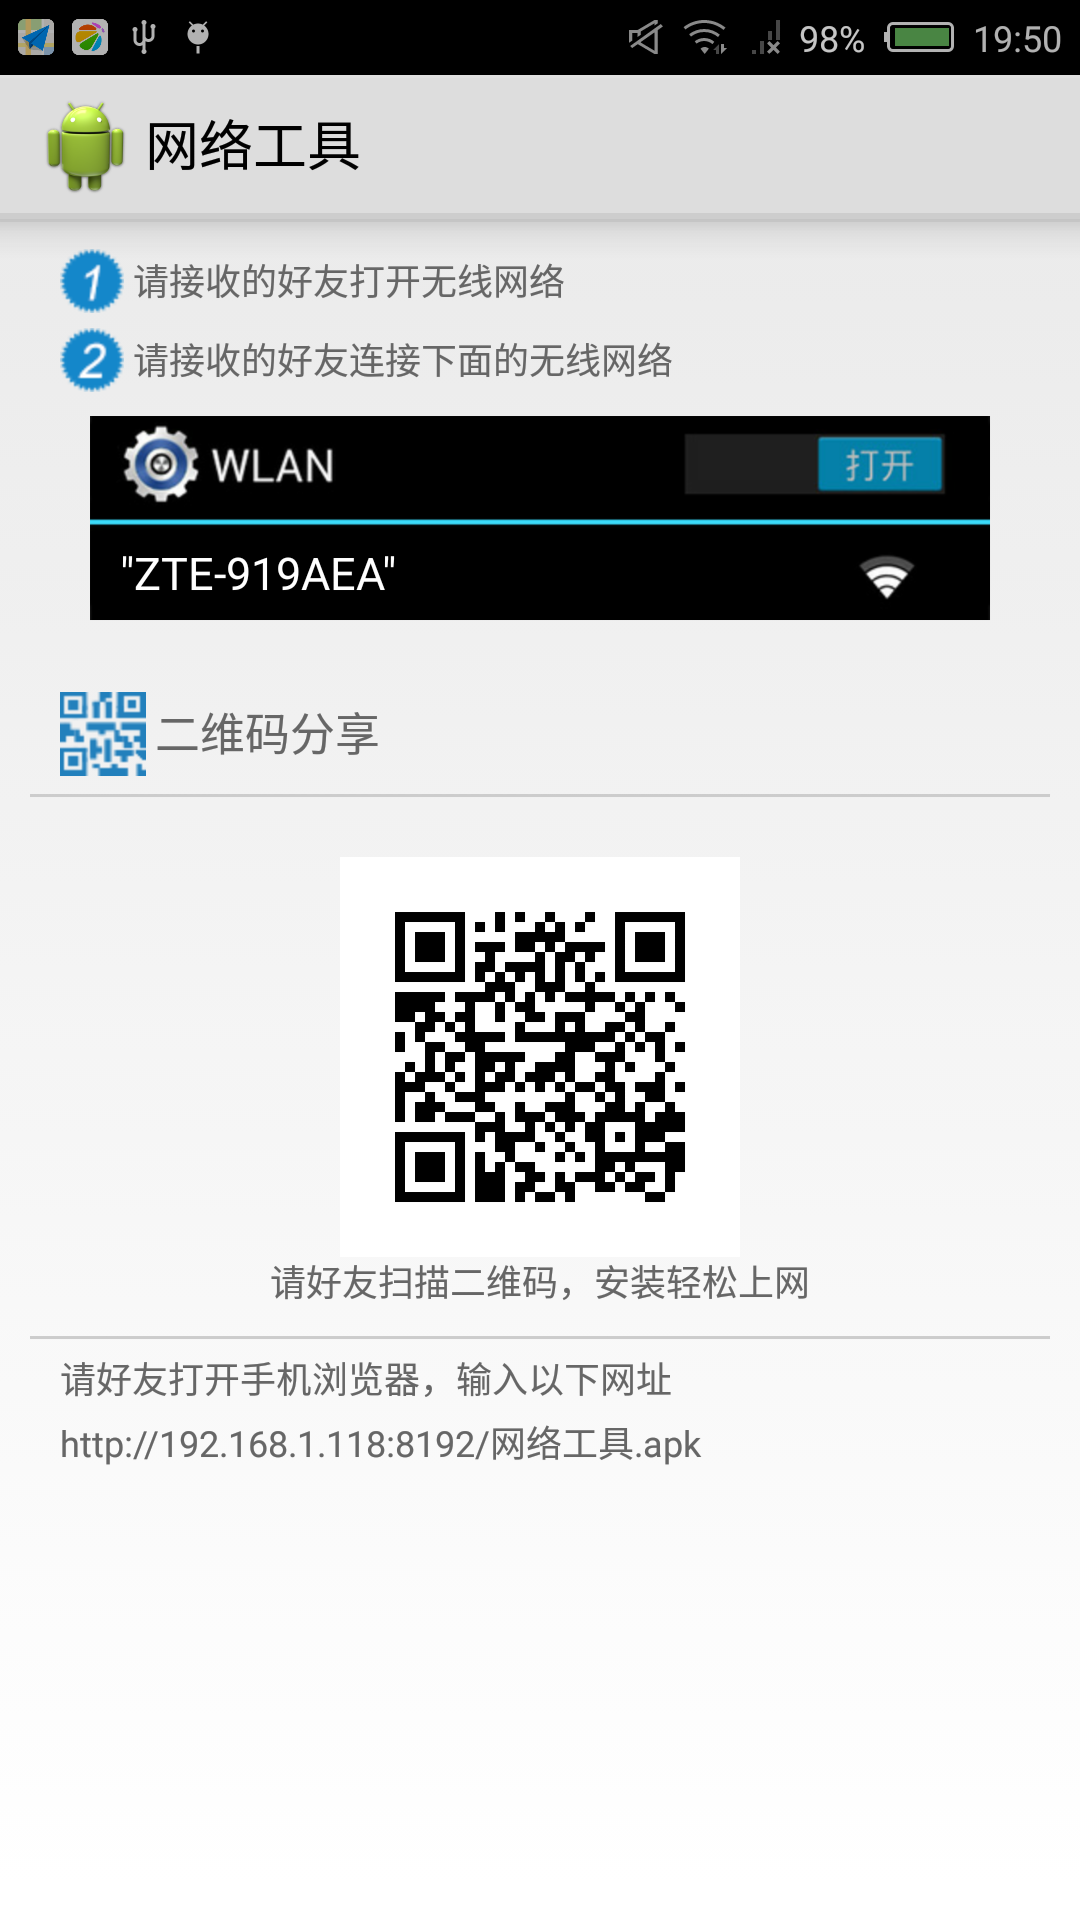 98% 19:50
网络工具
1 请接收的好友打开无线网络
2 请接收的好友连接下面的无线网络
WLAN 打开
"ZTE-919AEA"
二维码分享
请好友扫描二维码，安装轻松上网
请好友打开手机浏览器，输入以下网址
http://192.168.1.118:8192/网络工具.apk